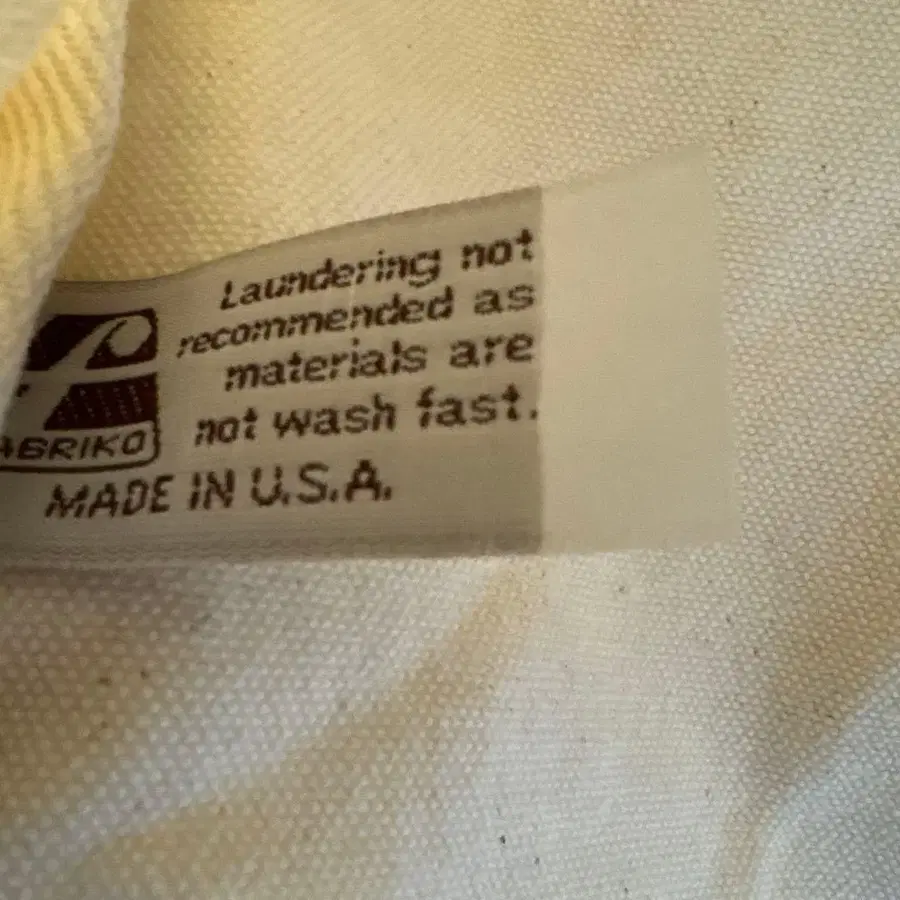 Laundering not
recommended as
materials are
not wash fast.
ABRIKO
MADE IN U.S.A.